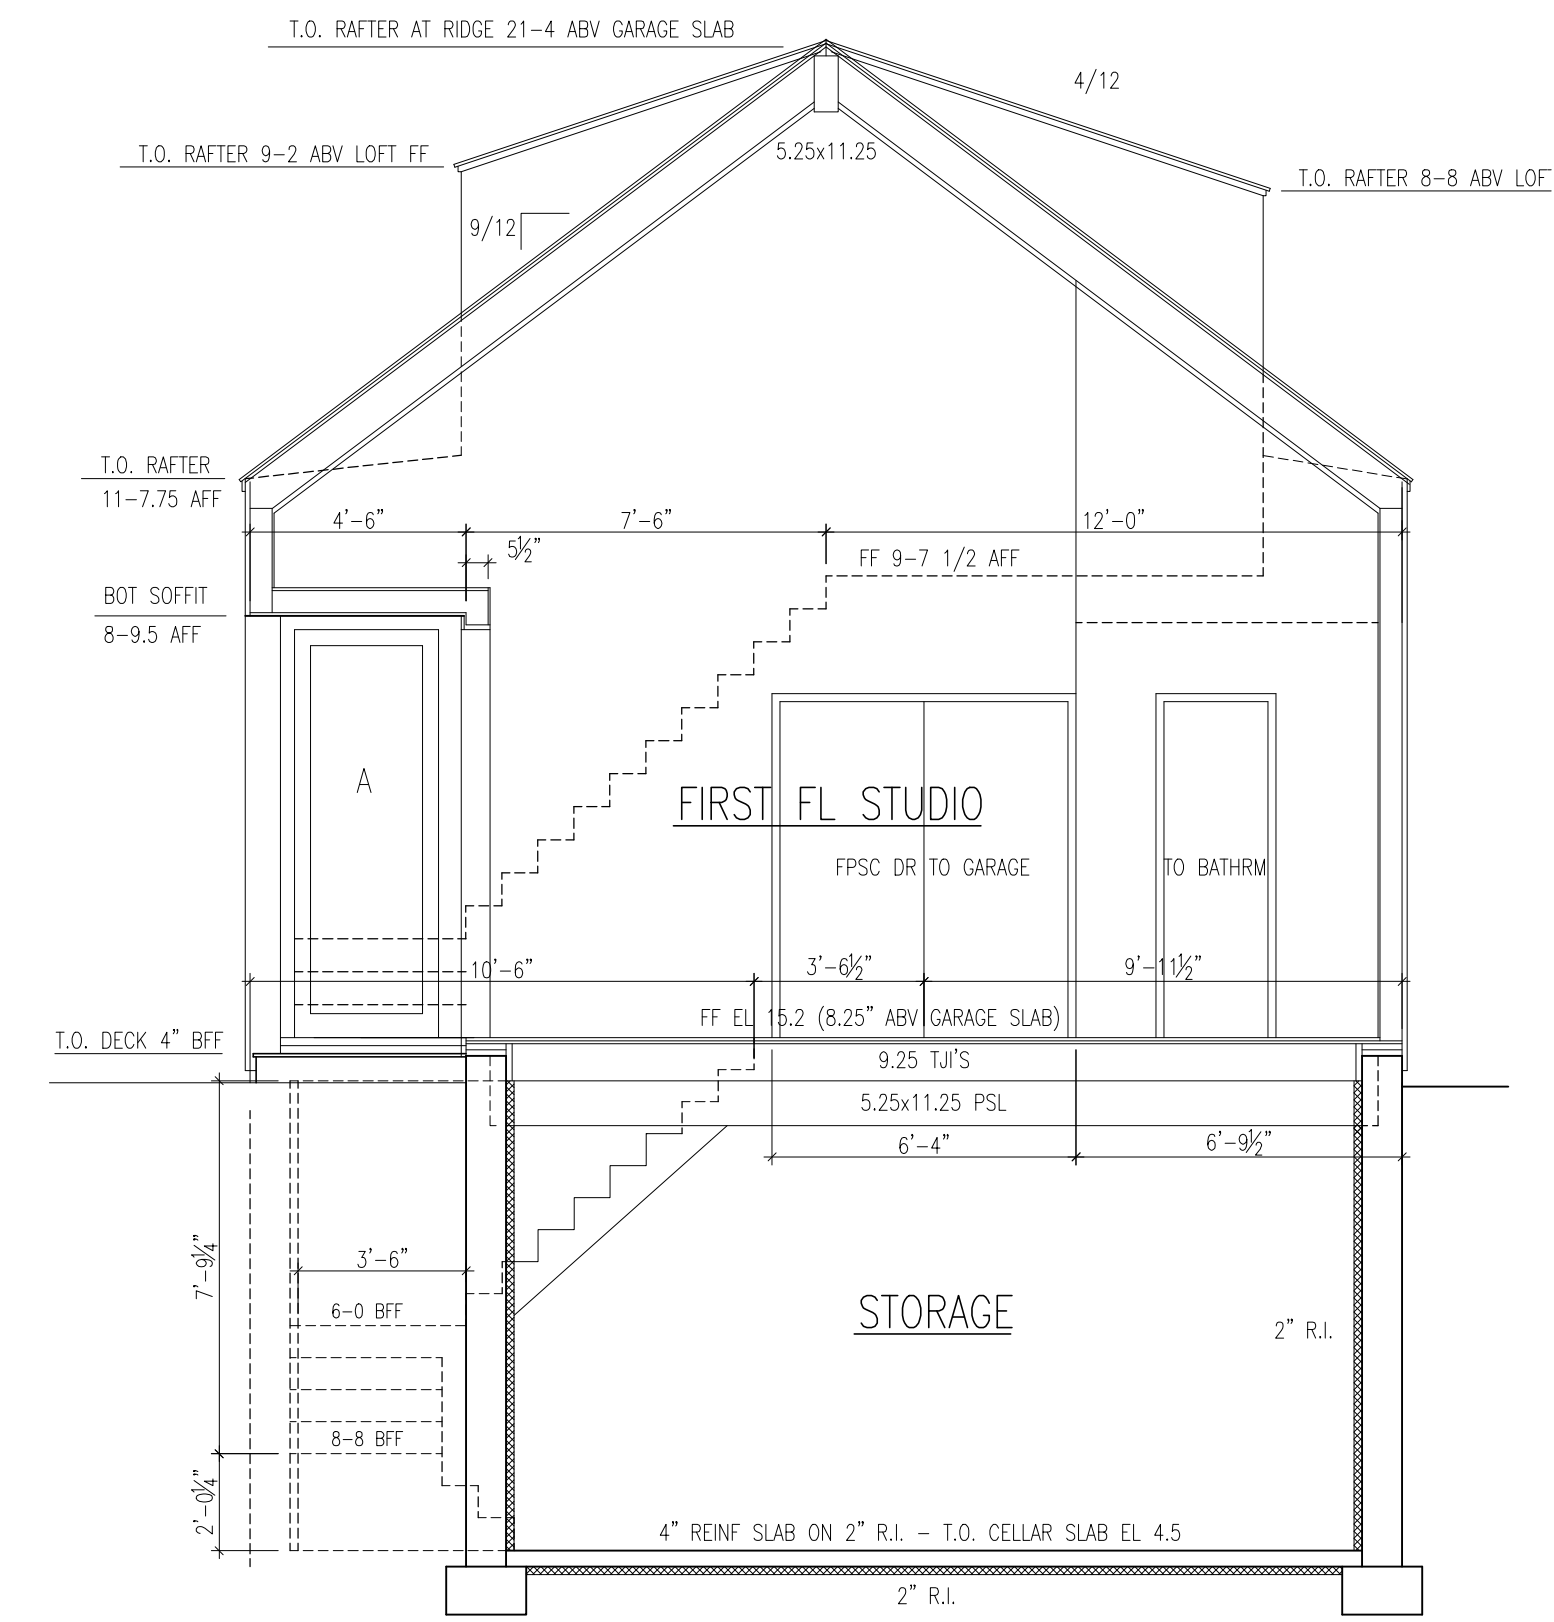 T.O. RAFTER AT RIDGE 21-4 ABV GARAGE SLAB
4/12
T.O. RAFTER 9-2 ABV LOFT FF
5.25x11.25
T.O. RAFTER 8-8 ABV LOF
9/12
T.O. RAFTER
11-7.75 AFF
4'-6"
7'-6"
12'-0"
5½"
FF 9-7 1/2 AFF
BOT SOFFIT
8-9.5 AFF
A
FIRST FL STUDIO
FPSC DR TO GARAGE
TO BATHRM
10'-6"
3'-6½"
9'-11½"
FF EL 15.2 (8.25" ABV GARAGE SLAB)
T.O. DECK 4" BFF
9.25 TJI'S
5.25x11.25 PSL
6'-4"
6'-9½"
7'-9¼"
3'-6"
6-0 BFF
STORAGE
2" R.I.
8-8 BFF
2'-0¼"
4" REINF SLAB ON 2" R.I. - T.O. CELLAR SLAB EL 4.5
2" R.I.